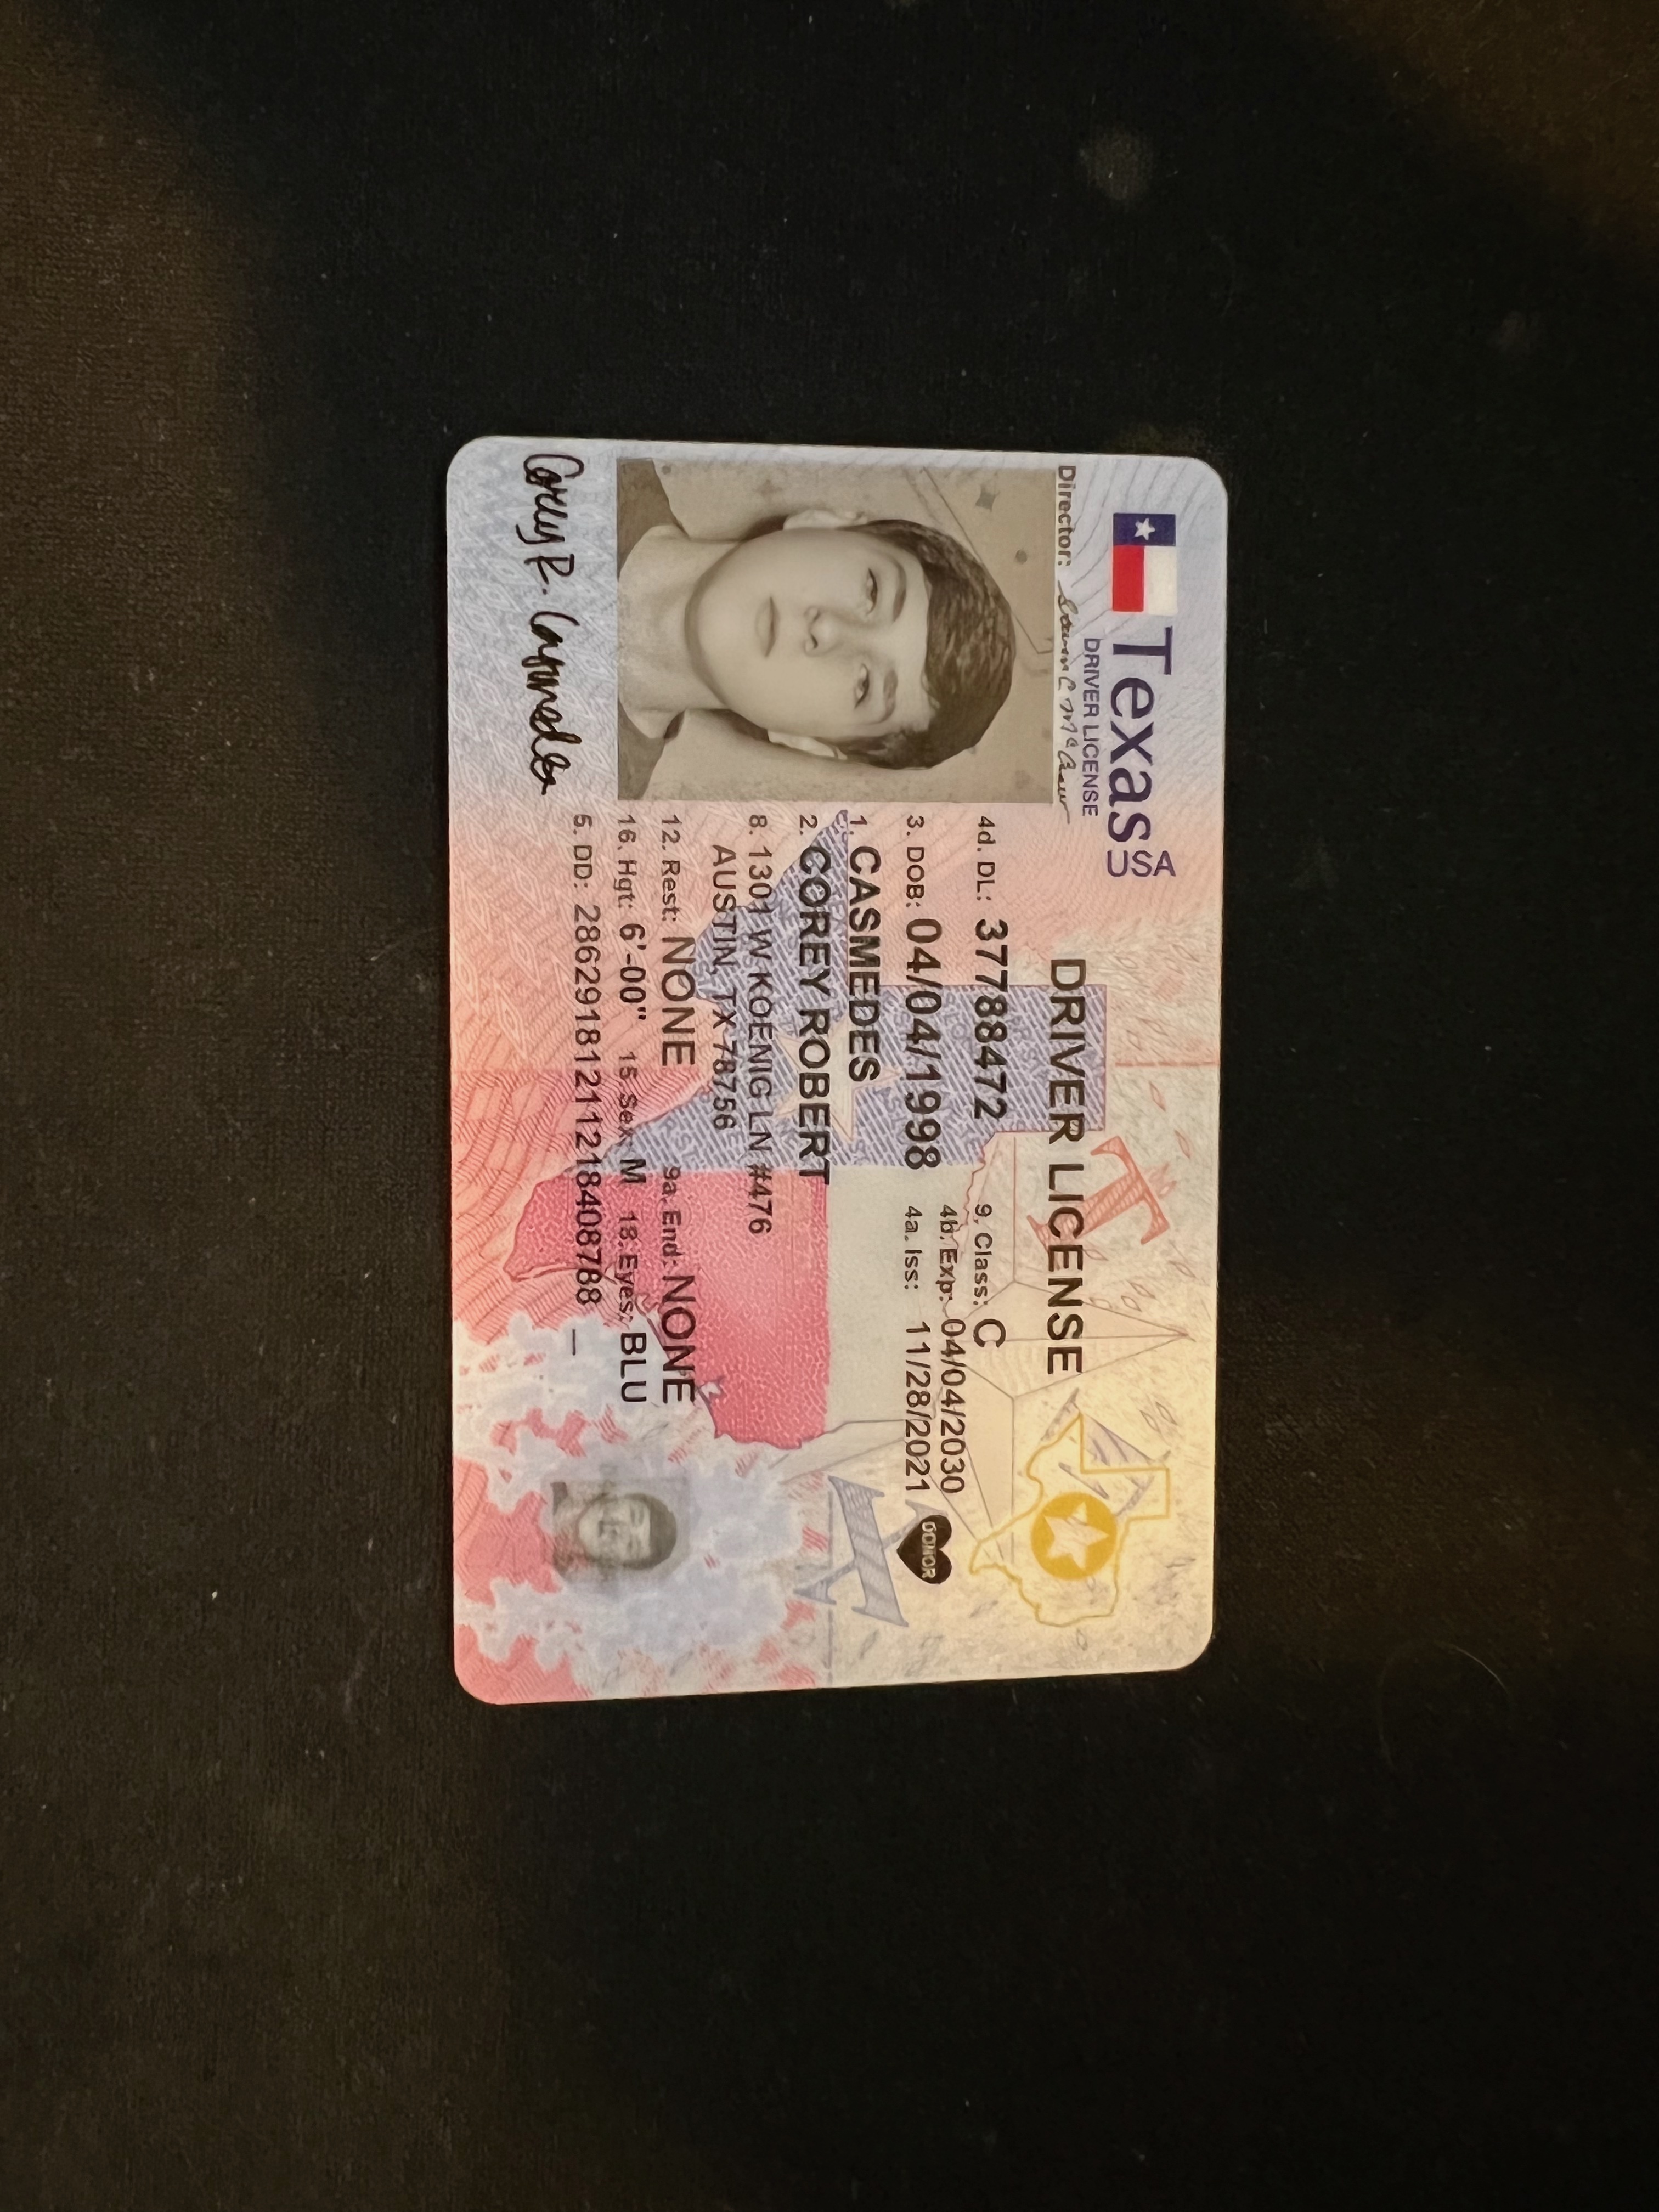 Texas USA
DRIVER LICENSE
DRIVER LICENSE
Director:
4d. DL: 37788472
9. Class: C
3. DOB: 04/04/1998
4b. Exp: 04/04/2030
4a. Iss: 11/28/2021
DONOR
1. CASMEDES
2. COREY ROBERT
8. 1301 W KOENIG LN #476
AUSTIN, TX 78756
12. Rest: NONE 9a. End: NONE
16. Hgt: 6'-00" 15. Sex: M 18. Eyes: BLU
5. DD: 28629181211218408788
Corey R.